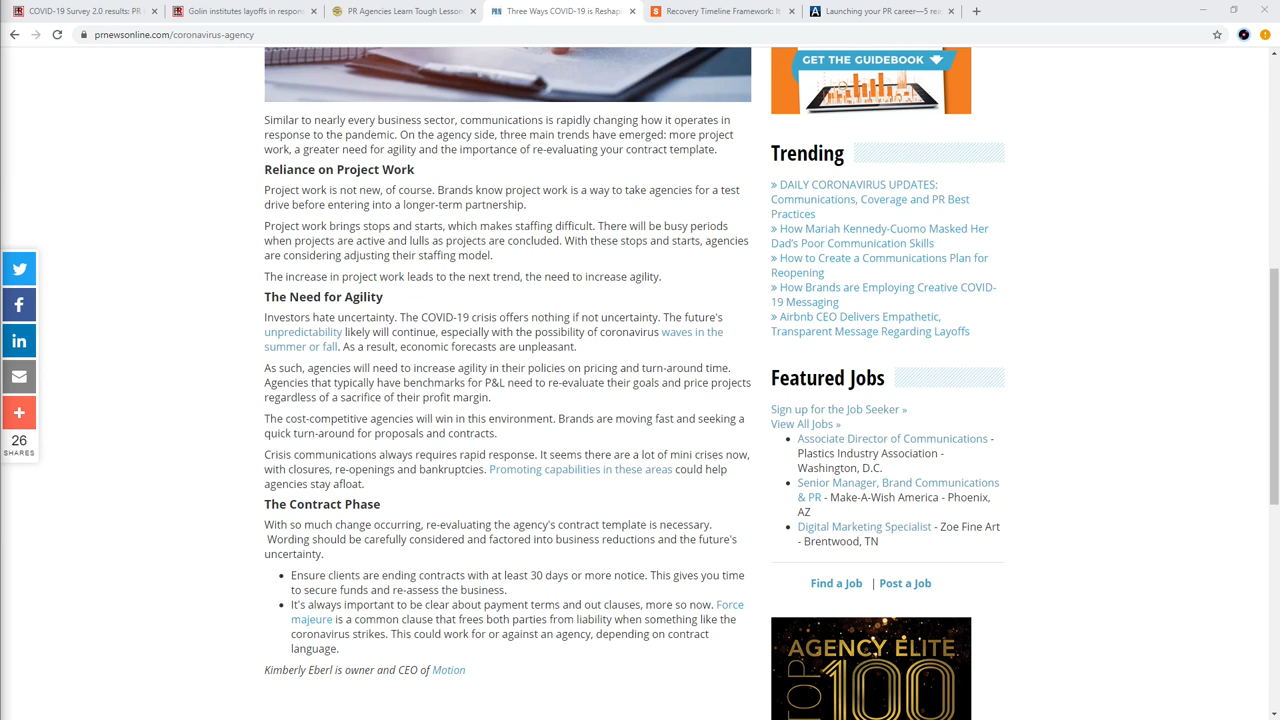 COVID-19 Survey 2.0 results: PR
Golin institutes layoffs in respon
PR Agencies Learn Tough Lesson
Three Ways COVID-19 is Reshap
Recovery Timeline Framework: It
Launching your PR career—5 rea
prnewsonline.com/coronavirus-agency
GET THE GUIDEBOOK
Similar to nearly every business sector, communications is rapidly changing how it operates in
response to the pandemic. On the agency side, three main trends have emerged: more project
work, a greater need for agility and the importance of re-evaluating your contract template.
Reliance on Project Work
Project work is not new, of course. Brands know project work is a way to take agencies for a test
drive before entering into a longer-term partnership.
Project work brings stops and starts, which makes staffing difficult. There will be busy periods
when projects are active and lulls as projects are concluded. With these stops and starts, agencies
are considering adjusting their staffing model.
The increase in project work leads to the next trend, the need to increase agility.
The Need for Agility
Investors hate uncertainty. The COVID-19 crisis offers nothing if not uncertainty. The future's
unpredictability likely will continue, especially with the possibility of coronavirus waves in the
summer or fall. As a result, economic forecasts are unpleasant.
As such, agencies will need to increase agility in their policies on pricing and turn-around time.
Agencies that typically have benchmarks for P&L need to re-evaluate their goals and price projects
regardless of a sacrifice of their profit margin.
The cost-competitive agencies will win in this environment. Brands are moving fast and seeking a
quick turn-around for proposals and contracts.
Crisis communications always requires rapid response. It seems there are a lot of mini crises now,
with closures, re-openings and bankruptcies. Promoting capabilities in these areas could help
agencies stay afloat.
The Contract Phase
With so much change occurring, re-evaluating the agency's contract template is necessary.
Wording should be carefully considered and factored into business reductions and the future's
uncertainty.
• Ensure clients are ending contracts with at least 30 days or more notice. This gives you time
to secure funds and re-assess the business.
• It's always important to be clear about payment terms and out clauses, more so now. Force
majeure is a common clause that frees both parties from liability when something like the
coronavirus strikes. This could work for or against an agency, depending on contract
language.
Kimberly Eberl is owner and CEO of Motion
26
SHARES
Trending
» DAILY CORONAVIRUS UPDATES:
Communications, Coverage and PR Best
Practices
» How Mariah Kennedy-Cuomo Masked Her
Dad's Poor Communication Skills
» How to Create a Communications Plan for
Reopening
» How Brands are Employing Creative COVID-
19 Messaging
» Airbnb CEO Delivers Empathetic,
Transparent Message Regarding Layoffs
Featured Jobs
Sign up for the Job Seeker »
View All Jobs »
• Associate Director of Communications -
Plastics Industry Association -
Washington, D.C.
• Senior Manager, Brand Communications
& PR - Make-A-Wish America - Phoenix,
AZ
• Digital Marketing Specialist - Zoe Fine Art
- Brentwood, TN
Find a Job | Post a Job
AGENCY ELITE
TOP 100